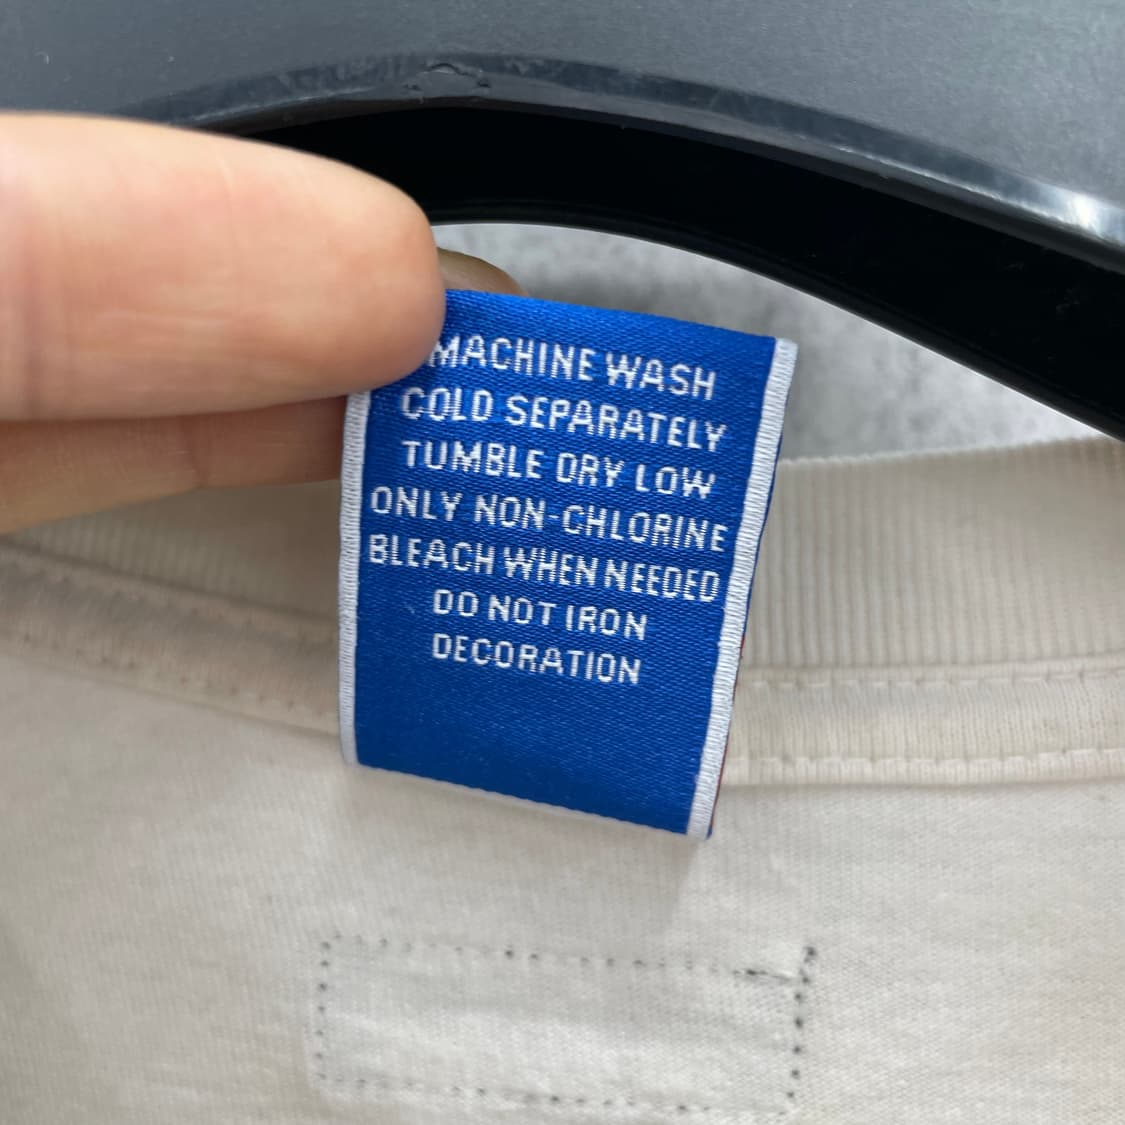 MACHINE WASH
COLD SEPARATELY
TUMBLE DRY LOW
ONLY NON-CHLORINE
BLEACH WHEN NEEDED
DO NOT IRON
DECORATION